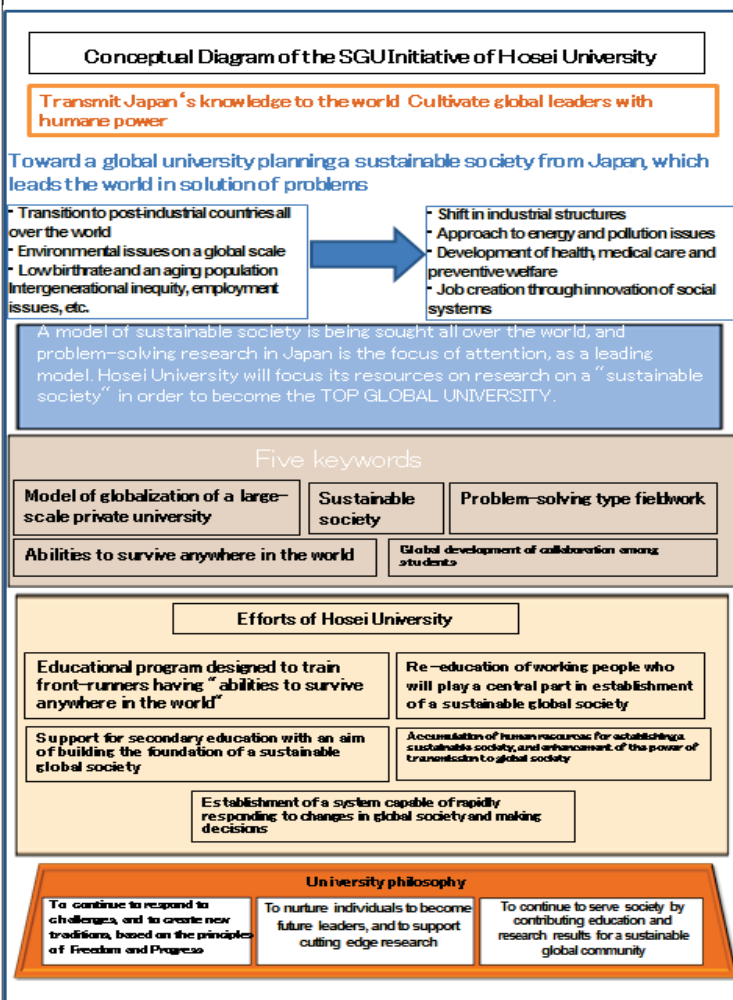 Conceptual Diagram of the SGU Initiative of Hosei University
Transmit Japan‘s knowledge to the world Cultivate global leaders with
humane power
Toward a global university planning a sustainable society from Japan, which
leads the world in solution of problems
・Transition to post-industrial countries all
over the world
・Environmental issues on a global scale
・Low birthrate and an aging population
Intergenerational inequity, employment
issues, etc.
・Shift in industrial structures
・Approach to energy and pollution issues
・Development of health, medical care and
preventive welfare
・Job creation through innovation of social
systems
A model of sustainable society is being sought all over the world, and
problem-solving research in Japan is the focus of attention, as a leading
model. Hosei University will focus its resources on research on a “sustainable
society” in order to become the TOP GLOBAL UNIVERSITY.
Five keywords
Model of globalization of a large-
scale private university
Sustainable
society
Problem-solving type fieldwork
Abilities to survive anywhere in the world
Global development of collaboration among
students
Efforts of Hosei University
Educational program designed to train
front-runners having “abilities to survive
anywhere in the world”
Re-education of working people who
will play a central part in establishment
of a sustainable global society
Support for secondary education with an aim
of building the foundation of a sustainable
global society
Accumulation of human resources for establishing a
sustainable society, and enhancement of the power of
transmission to global society
Establishment of a system capable of rapidly
responding to changes in global society and making
decisions
University philosophy
To continue to respond to
challenges, and to create new
traditions, based on the principles
of Freedom and Progress
To nurture individuals to become
future leaders, and to support
cutting edge research
To continue to serve society by
contributing education and
research results for a sustainable
global community